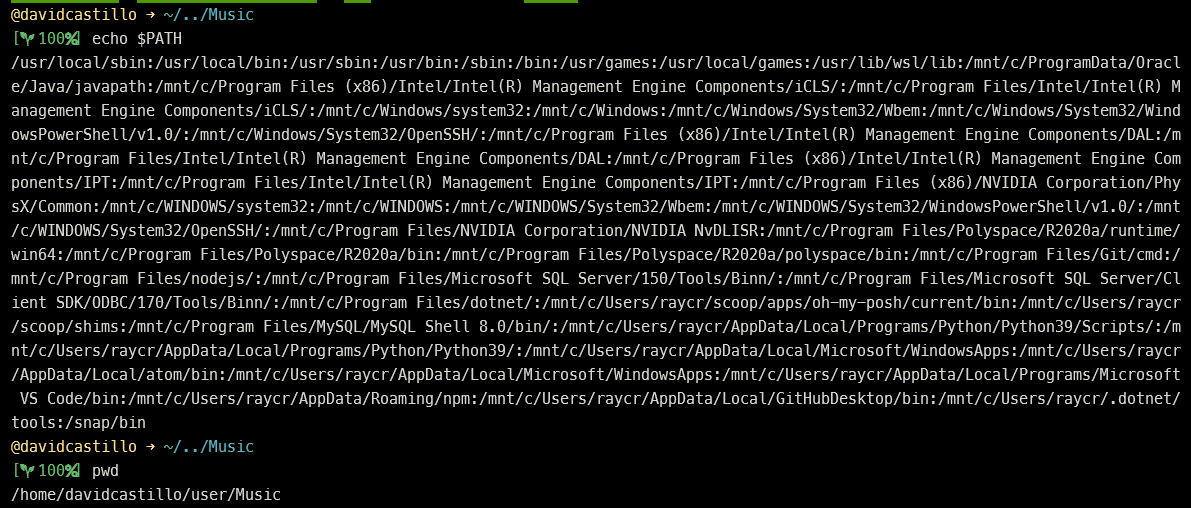 @davidcastillo → ~/../Music
[100%] echo $PATH
/usr/local/sbin:/usr/local/bin:/usr/sbin:/usr/bin:/sbin:/bin:/usr/games:/usr/local/games:/usr/lib/wsl/lib:/mnt/c/ProgramData/Oracl
e/Java/javapath:/mnt/c/Program Files (x86)/Intel/Intel(R) Management Engine Components/iCLS/:/mnt/c/Program Files/Intel/Intel(R) M
anagement Engine Components/iCLS/:/mnt/c/Windows/system32:/mnt/c/Windows:/mnt/c/Windows/System32/Wbem:/mnt/c/Windows/System32/Wind
owsPowerShell/v1.0/:/mnt/c/Windows/System32/OpenSSH/:/mnt/c/Program Files (x86)/Intel/Intel(R) Management Engine Components/DAL:/m
nt/c/Program Files/Intel/Intel(R) Management Engine Components/DAL:/mnt/c/Program Files (x86)/Intel/Intel(R) Management Engine Com
ponents/IPT:/mnt/c/Program Files/Intel/Intel(R) Management Engine Components/IPT:/mnt/c/Program Files (x86)/NVIDIA Corporation/Phy
sX/Common:/mnt/c/WINDOWS/system32:/mnt/c/WINDOWS:/mnt/c/WINDOWS/System32/Wbem:/mnt/c/WINDOWS/System32/WindowsPowerShell/v1.0/:/mnt
/c/WINDOWS/System32/OpenSSH/:/mnt/c/Program Files/NVIDIA Corporation/NVIDIA NvDLISR:/mnt/c/Program Files/Polyspace/R2020a/runtime/
win64:/mnt/c/Program Files/Polyspace/R2020a/bin:/mnt/c/Program Files/Polyspace/R2020a/polyspace/bin:/mnt/c/Program Files/Git/cmd:/
mnt/c/Program Files/nodejs/:/mnt/c/Program Files/Microsoft SQL Server/150/Tools/Binn/:/mnt/c/Program Files/Microsoft SQL Server/Cl
ient SDK/ODBC/170/Tools/Binn/:/mnt/c/Program Files/dotnet/:/mnt/c/Users/raycr/scoop/apps/oh-my-posh/current/bin:/mnt/c/Users/raycr
/scoop/shims:/mnt/c/Program Files/MySQL/MySQL Shell 8.0/bin/:/mnt/c/Users/raycr/AppData/Local/Programs/Python/Python39/Scripts/:/m
nt/c/Users/raycr/AppData/Local/Programs/Python/Python39/:/mnt/c/Users/raycr/AppData/Local/Microsoft/WindowsApps:/mnt/c/Users/raycr
/AppData/Local/atom/bin:/mnt/c/Users/raycr/AppData/Local/Microsoft/WindowsApps:/mnt/c/Users/raycr/AppData/Local/Programs/Microsoft
 VS Code/bin:/mnt/c/Users/raycr/AppData/Roaming/npm:/mnt/c/Users/raycr/AppData/Local/GitHubDesktop/bin:/mnt/c/Users/raycr/.dotnet/
tools:/snap/bin
@davidcastillo → ~/../Music
[100%] pwd
/home/davidcastillo/user/Music